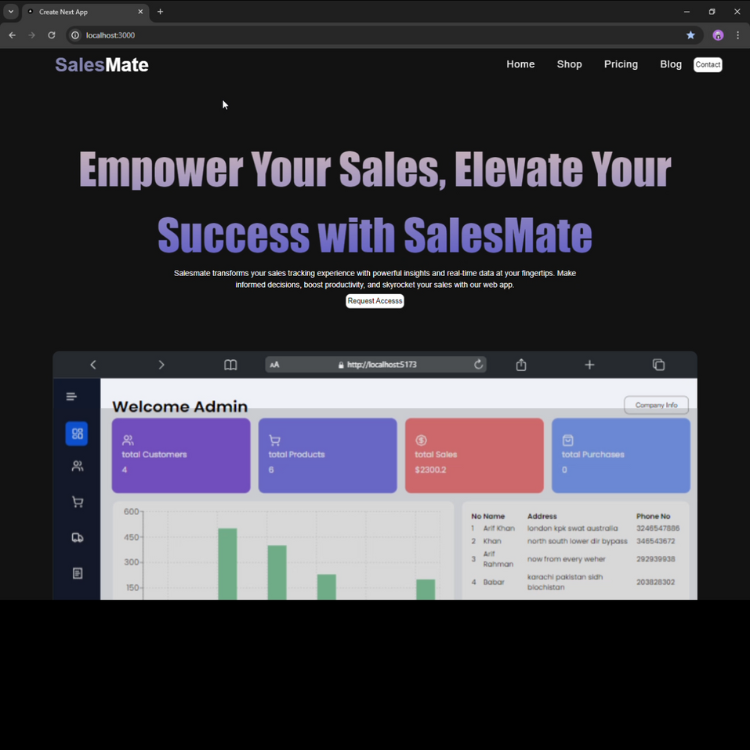 Create Next App
localhost:3000
SalesMate
Home Shop Pricing Blog Contact
Empower Your Sales, Elevate Your
Success with SalesMate
Salesmate transforms your sales tracking experience with powerful insights and real-time data at your fingertips. Make
informed decisions, boost productivity, and skyrocket your sales with our web app.
Request Accesss
AA http://localhost:5173
Welcome Admin
Company Info
total Customers
4
total Products
6
total Sales
$2300.2
total Purchases
0
600
450
300
150
No Name Address Phone No
1 Arif Khan london kpk swat australia 3246547886
2 Khan north south lower dir bypass 346543672
3 Arif Rahman now from every weher 292939938
4 Babar karachi pakistan sidh blochistan 203828302